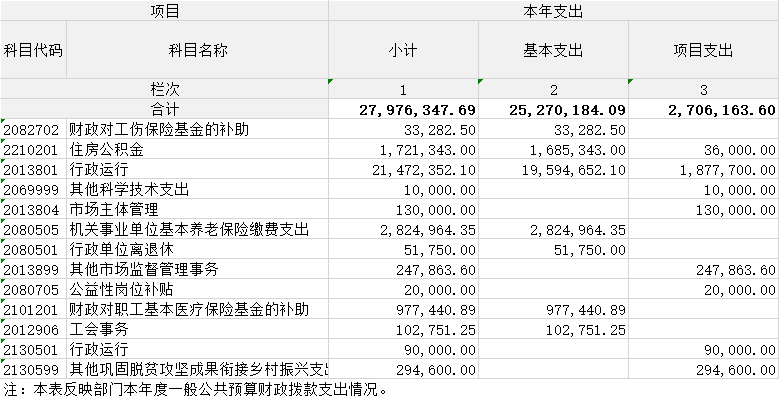 项目 本年支出
科目代码 科目名称 小计 基本支出 项目支出
栏次 1 2 3
合计 27,976,347.69 25,270,184.09 2,706,163.60
2082702 财政对工伤保险基金的补助 33,282.50 33,282.50
2210201 住房公积金 1,721,343.00 1,685,343.00 36,000.00
2013801 行政运行 21,472,352.10 19,594,652.10 1,877,700.00
2069999 其他科学技术支出 10,000.00 10,000.00
2013804 市场主体管理 130,000.00 130,000.00
2080505 机关事业单位基本养老保险缴费支出 2,824,964.35 2,824,964.35
2080501 行政单位离退休 51,750.00 51,750.00
2013899 其他市场监督管理事务 247,863.60 247,863.60
2080705 公益性岗位补贴 20,000.00 20,000.00
2101201 财政对职工基本医疗保险基金的补助 977,440.89 977,440.89
2012906 工会事务 102,751.25 102,751.25
2130501 行政运行 90,000.00 90,000.00
2130599 其他巩固脱贫攻坚成果衔接乡村振兴支出 294,600.00 294,600.00
注：本表反映部门本年度一般公共预算财政拨款支出情况。